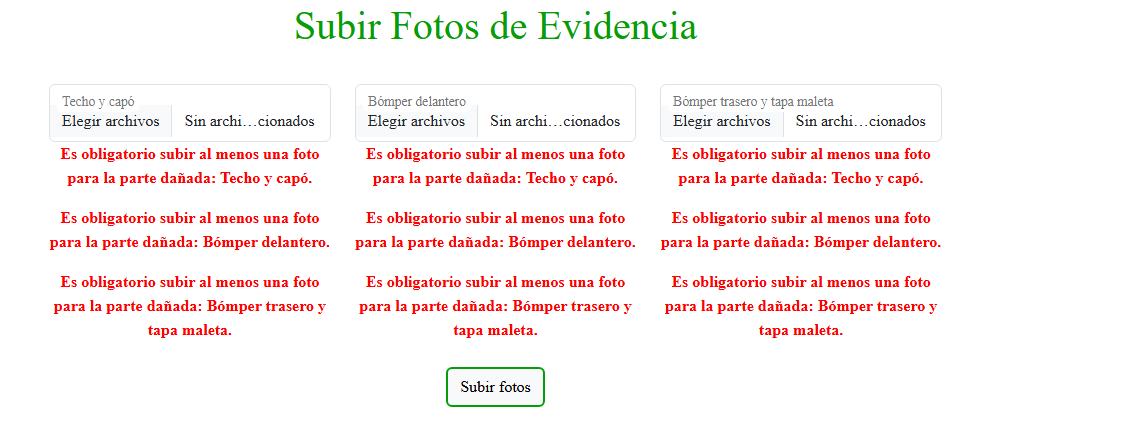 Subir Fotos de Evidencia
Techo y capó
Elegir archivos Sin archi…cionados
Es obligatorio subir al menos una foto
para la parte dañada: Techo y capó.
Es obligatorio subir al menos una foto
para la parte dañada: Bómper delantero.
Es obligatorio subir al menos una foto
para la parte dañada: Bómper trasero y
tapa maleta.
Bómper delantero
Elegir archivos Sin archi…cionados
Es obligatorio subir al menos una foto
para la parte dañada: Techo y capó.
Es obligatorio subir al menos una foto
para la parte dañada: Bómper delantero.
Es obligatorio subir al menos una foto
para la parte dañada: Bómper trasero y
tapa maleta.
Bómper trasero y tapa maleta
Elegir archivos Sin archi…cionados
Es obligatorio subir al menos una foto
para la parte dañada: Techo y capó.
Es obligatorio subir al menos una foto
para la parte dañada: Bómper delantero.
Es obligatorio subir al menos una foto
para la parte dañada: Bómper trasero y
tapa maleta.
Subir fotos